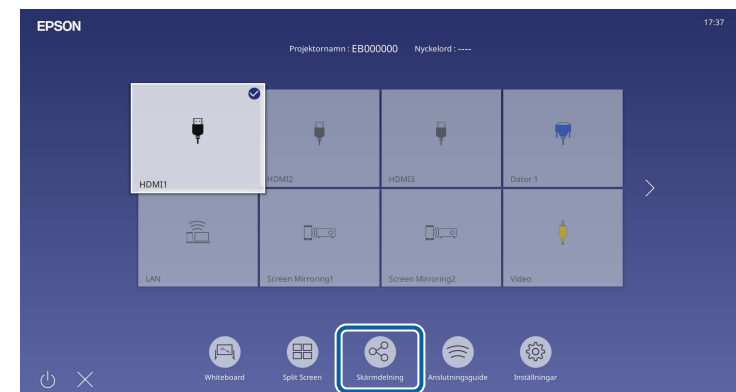 EPSON
17:37
Projektornamn : EB000000 Nyckelord : ----
HDMI1
HDMI2
HDMI3
Dator 1
LAN
Screen Mirroring1
Screen Mirroring2
Video
Whiteboard
Split Screen
Skärmdelning
Anslutningsguide
Inställningar